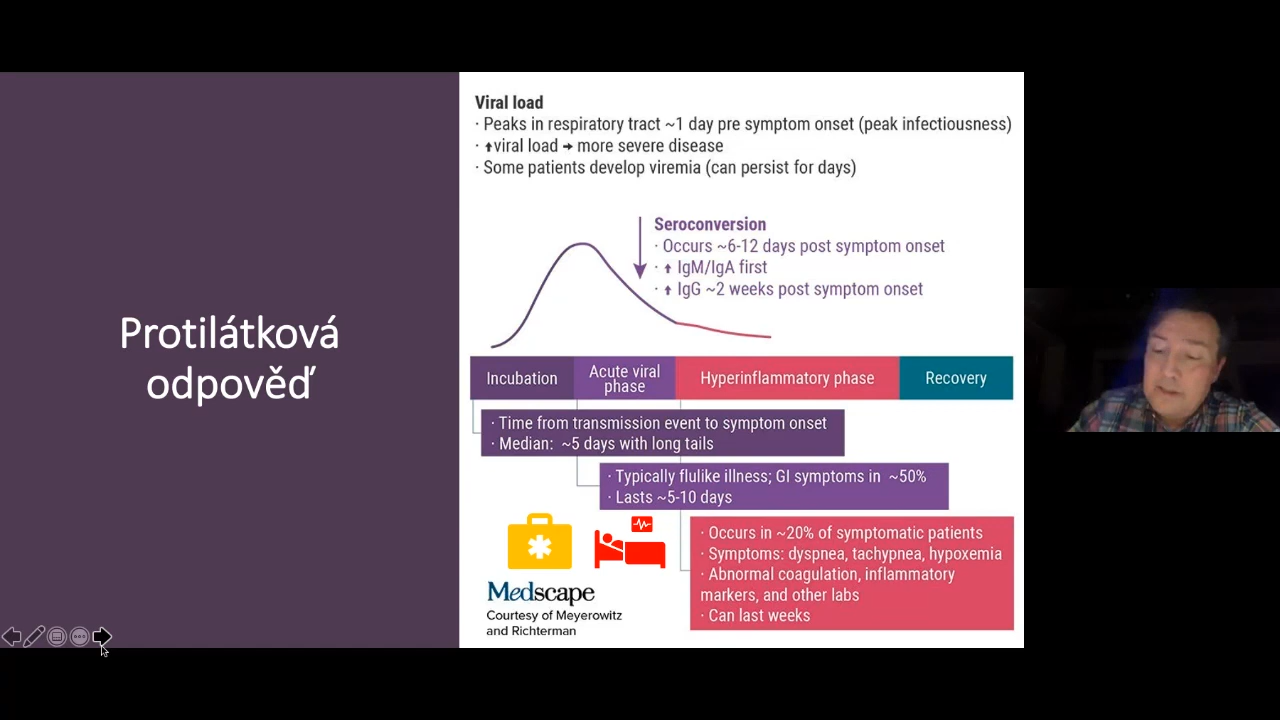 Protilátková
odpověď
Viral load
· Peaks in respiratory tract ~1 day pre symptom onset (peak infectiousness)
· ⬆viral load ➔ more severe disease
· Some patients develop viremia (can persist for days)
Seroconversion
· Occurs ~6-12 days post symptom onset
· ⬆ IgM/IgA first
· ⬆ IgG ~2 weeks post symptom onset
Incubation
Acute viral
phase
Hyperinflammatory phase
Recovery
· Time from transmission event to symptom onset
· Median: ~5 days with long tails
· Typically flulike illness; GI symptoms in ~50%
· Lasts ~5-10 days
· Occurs in ~20% of symptomatic patients
· Symptoms: dyspnea, tachypnea, hypoxemia
· Abnormal coagulation, inflammatory
markers, and other labs
· Can last weeks
Medscape
Courtesy of Meyerowitz
and Richterman